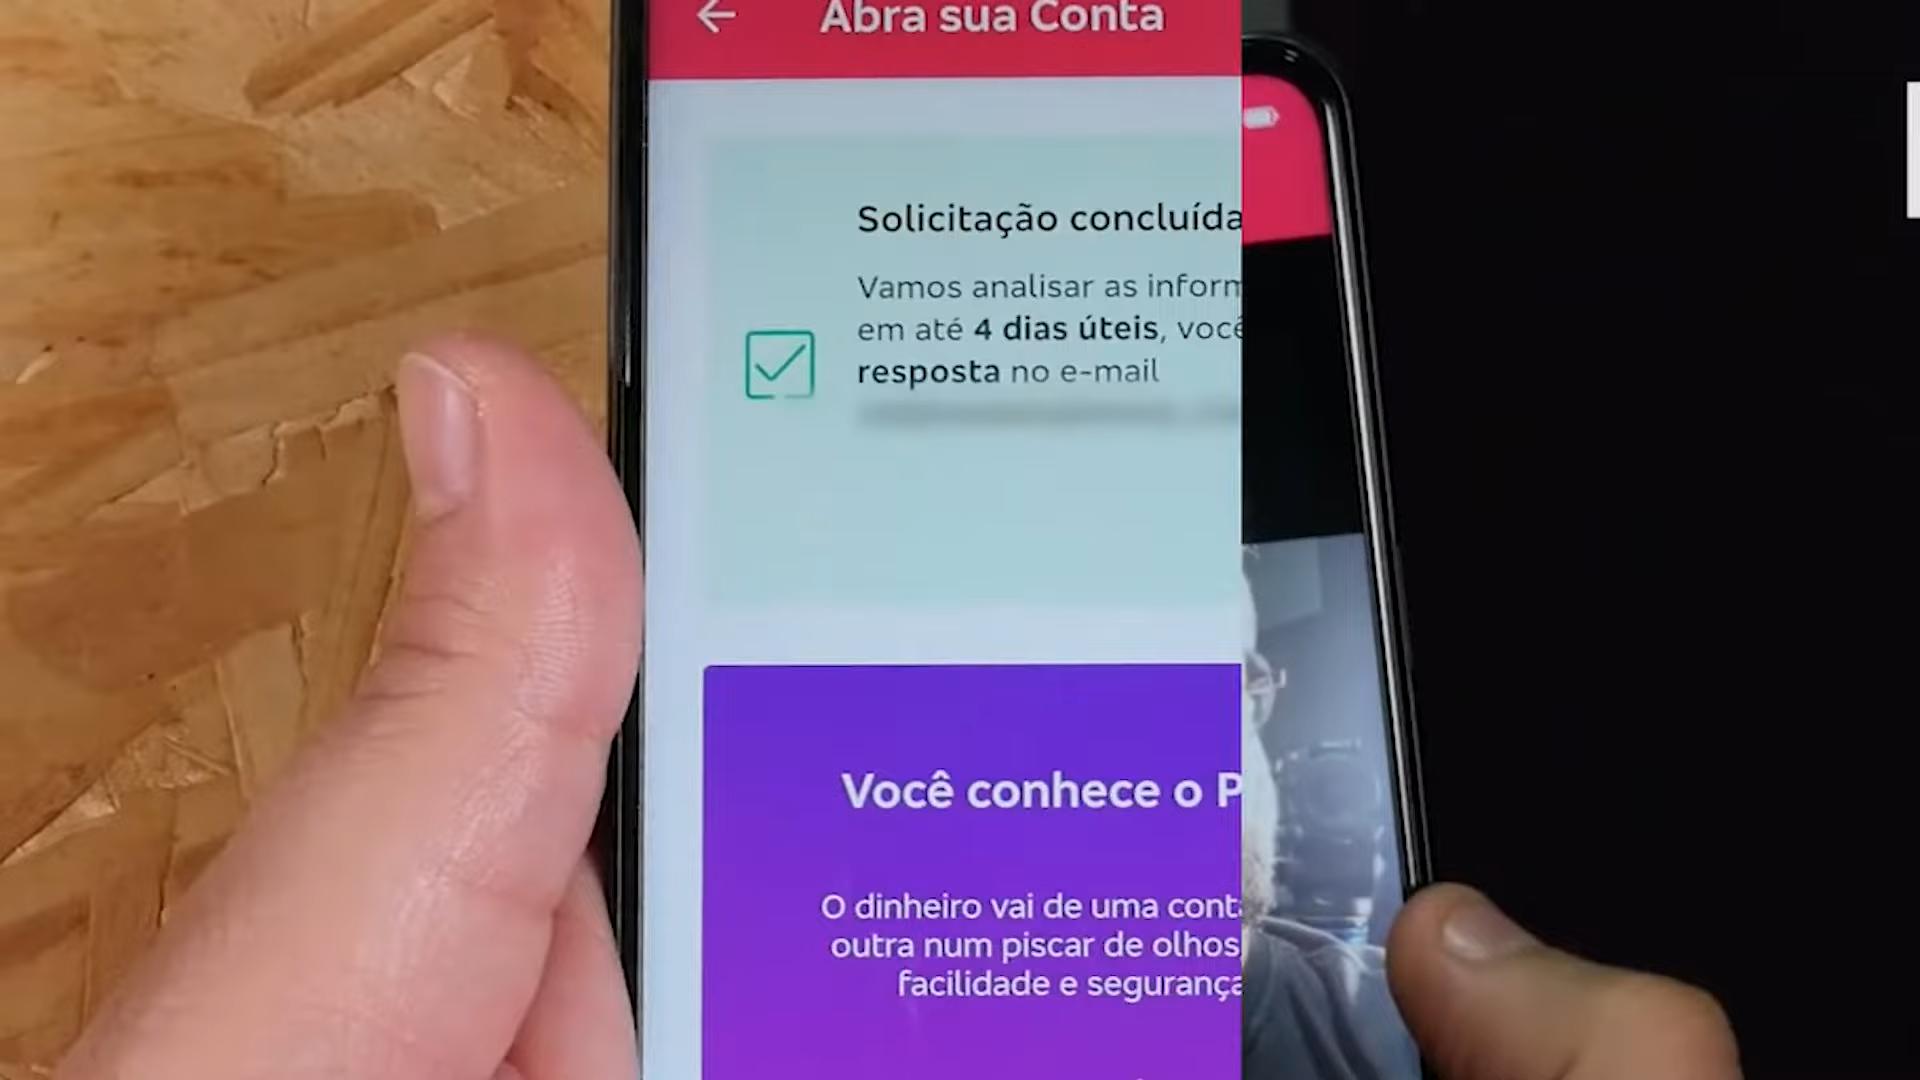 Abra sua Conta
Solicitação concluída
Vamos analisar as inform
em até 4 dias úteis, você
resposta no e-mail
Você conhece o P
O dinheiro vai de uma conta
outra num piscar de olhos,
facilidade e segurança